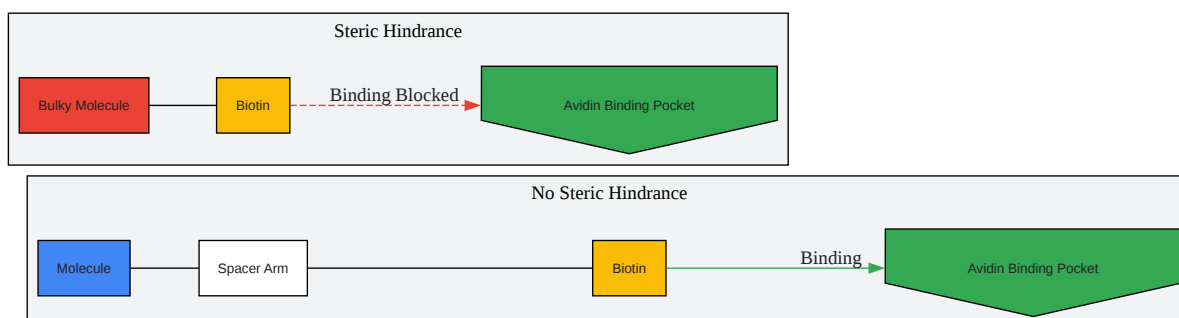 Steric Hindrance
Bulky Molecule
Biotin
Binding Blocked
Avidin Binding Pocket
No Steric Hindrance
Molecule
Spacer Arm
Biotin
Binding
Avidin Binding Pocket